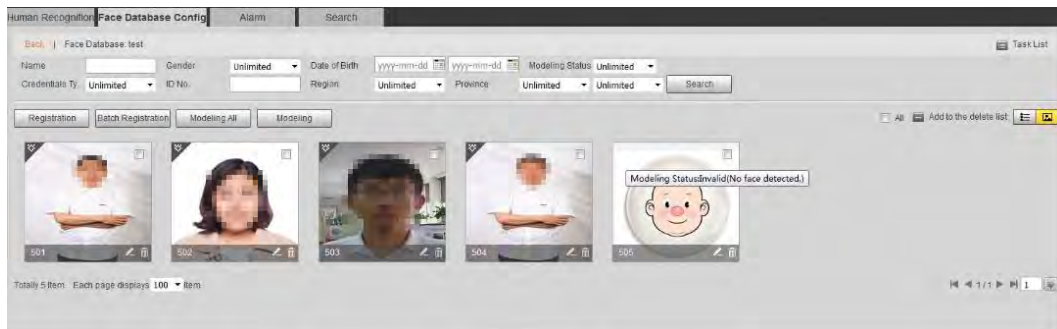 Human Recognition Face Database Config Alarm Search
Back | Face Database: test Task List
Name Gender Unlimited Date of Birth yyyy-mm-dd yyyy-mm-dd Modeling Status Unlimited
Credentials Ty. Unlimited ID No. Region Unlimited Province Unlimited Unlimited Search
Registration Batch Registration Modeling All Modeling All Add to the delete list
Modeling Status:Invalid(No face detected.)
501 502 503 504 505
Totally 5 Item Each page displays 100 Item 1/1 1